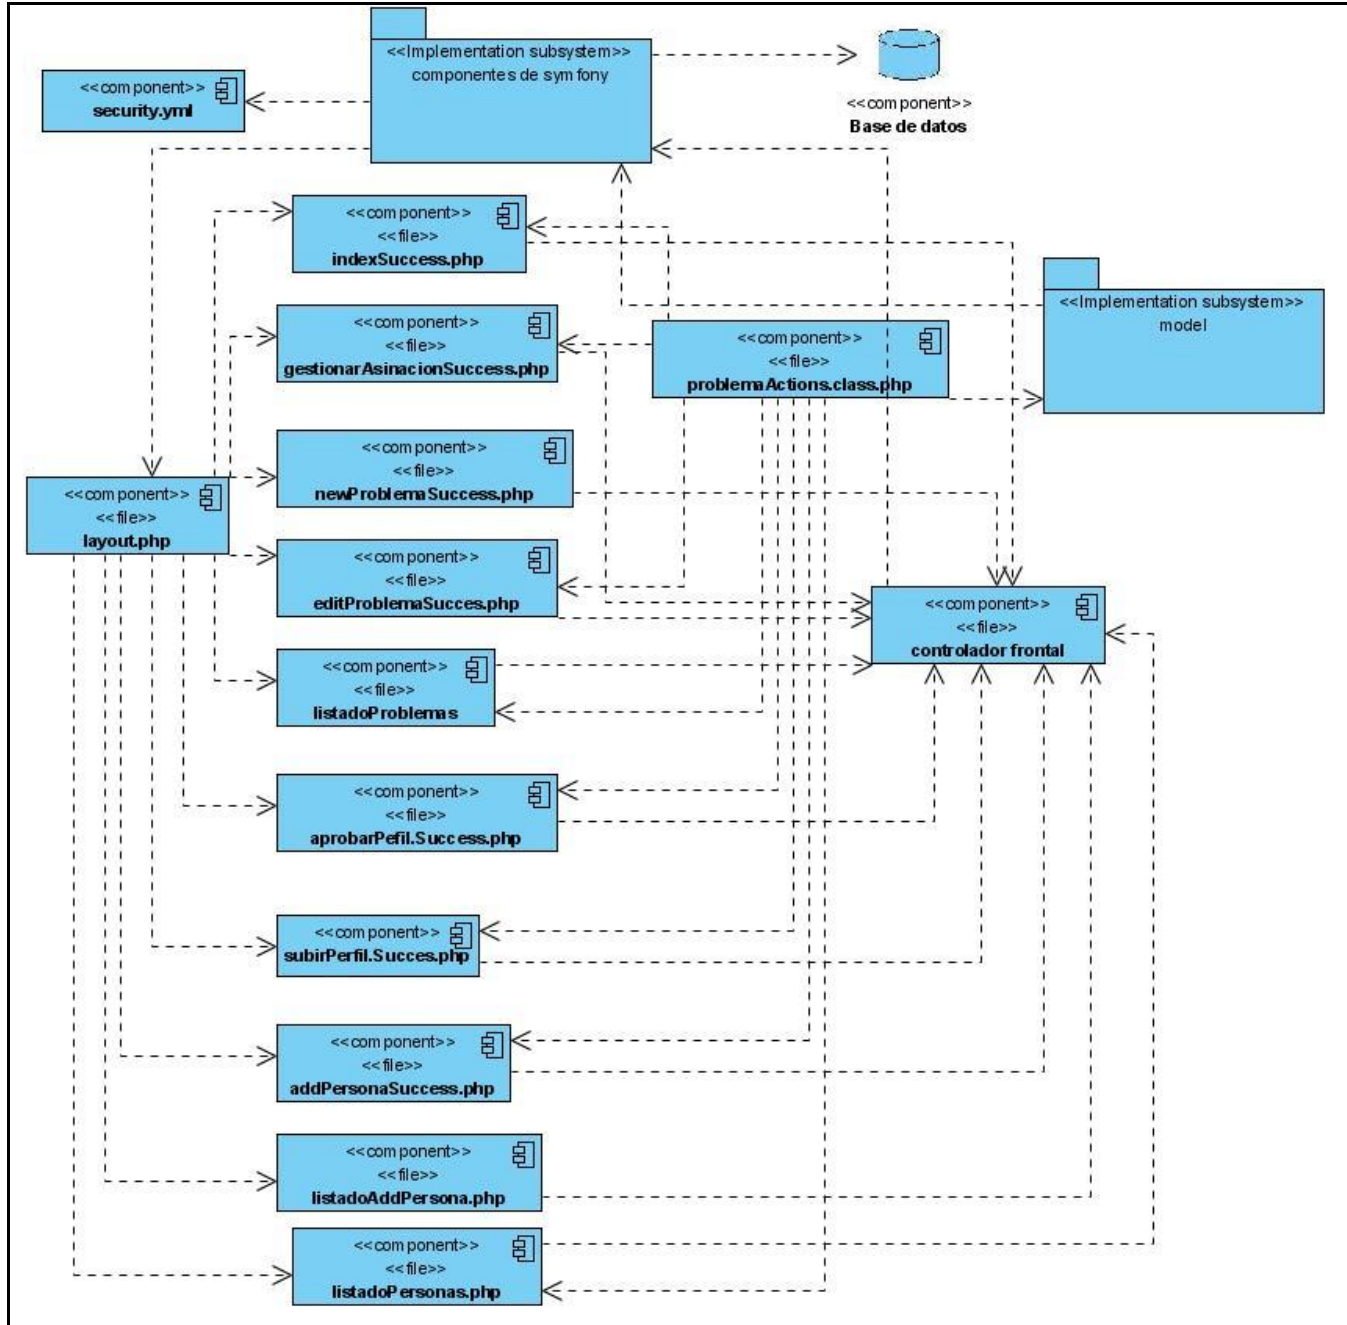 <<Implementation subsystem>>
componentes de symfony
<<component>>
security.yml
<<component>>
Base de datos
<<component>>
<<file>>
indexSuccess.php
<<Implementation subsystem>>
model
<<component>>
<<file>>
gestionarAsinacionSuccess.php
<<component>>
<<file>>
problemaActions.class.php
<<component>>
<<file>>
newProblemaSuccess.php
<<component>>
<<file>>
layout.php
<<component>>
<<file>>
editProblemaSucces.php
<<component>>
<<file>>
controlador frontal
<<component>>
<<file>>
listadoProblemas
<<component>>
<<file>>
aprobarPefil.Success.php
<<component>>
subirPerfil.Succes.php
<<component>>
<<file>>
addPersonaSuccess.php
<<component>>
<<file>>
listadoAddPersona.php
<<component>>
<<file>>
listadoPersonas.php